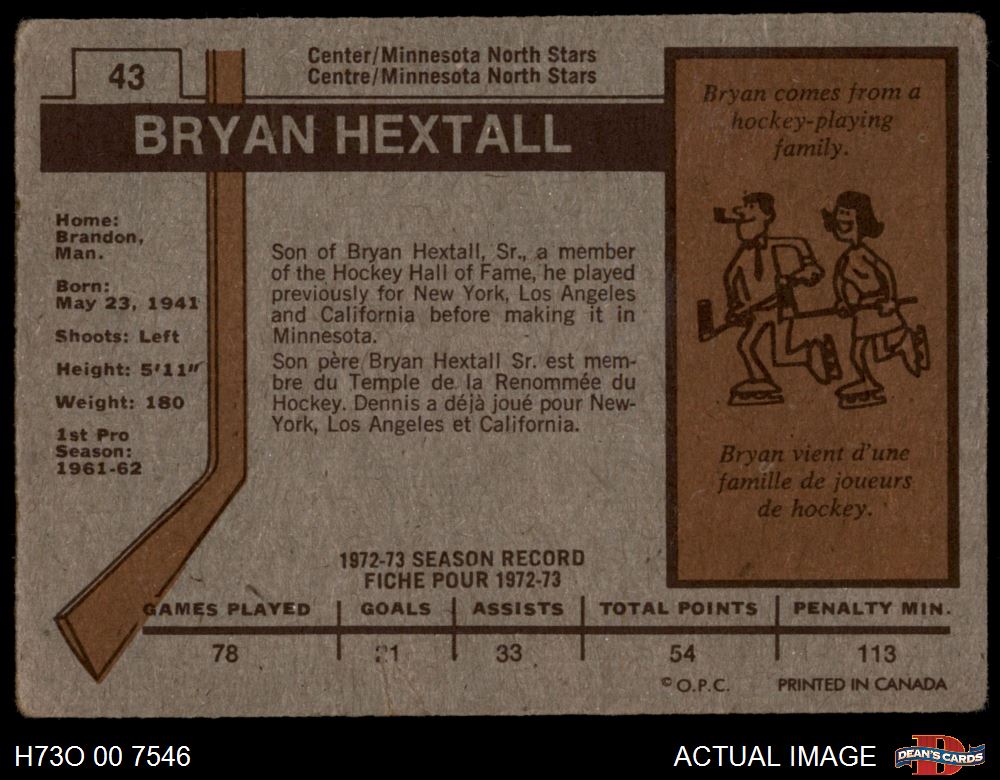 43
Center/Minnesota North Stars
Centre/Minnesota North Stars
BRYAN HEXTALL
Home:
Brandon,
Man.
Born:
May 23, 1941
Shoots: Left
Height: 5'11"
Weight: 180
1st Pro
Season:
1961-62
Son of Bryan Hextall, Sr., a member
of the Hockey Hall of Fame, he played
previously for New York, Los Angeles
and California before making it in
Minnesota.
Son père Bryan Hextall Sr. est mem-
bre du Temple de la Renommée du
Hockey. Dennis a déjà joué pour New-
York, Los Angeles et California.
Bryan comes from a
hockey-playing
family.
Bryan vient d'une
famille de joueurs
de hockey.
1972-73 SEASON RECORD
FICHE POUR 1972-73
GAMES PLAYED GOALS ASSISTS TOTAL POINTS PENALTY MIN.
78 21 33 54 113
© O.P.C. PRINTED IN CANADA
H73O 00 7546
ACTUAL IMAGE
DEAN'S CARDS